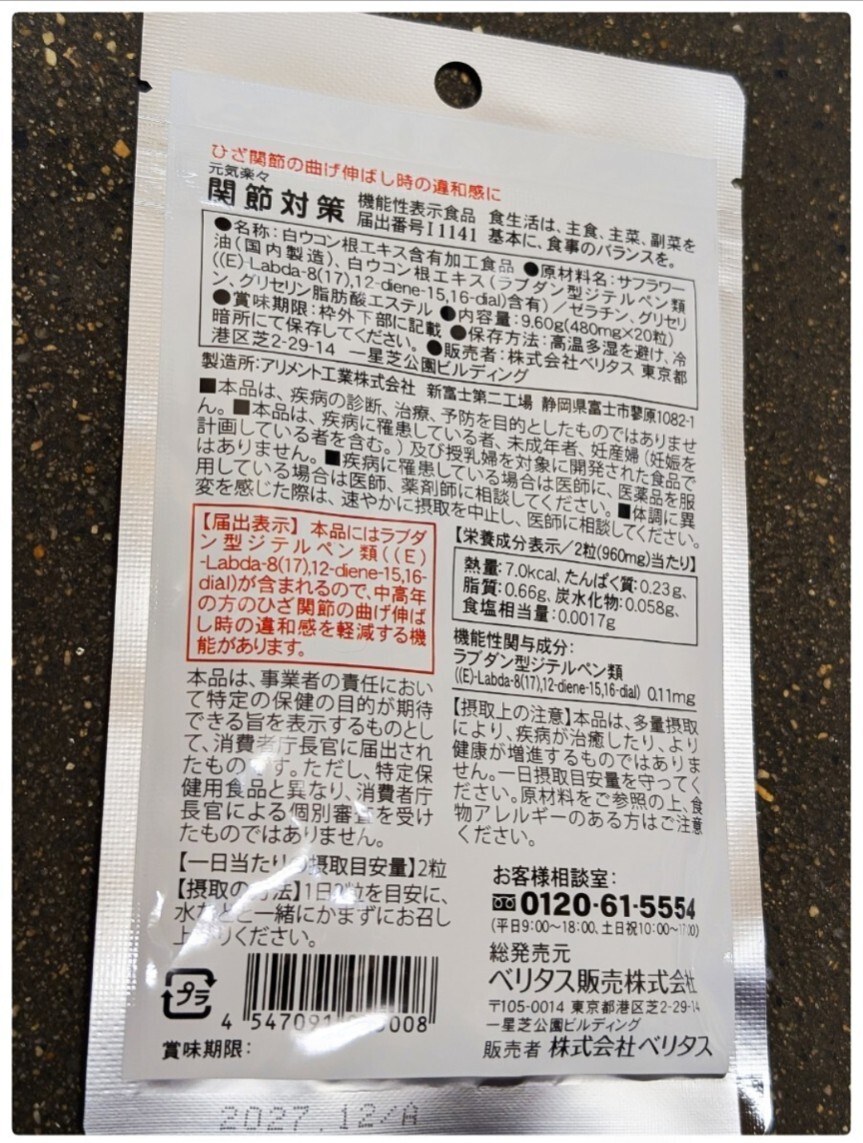 ひざ関節の曲げ伸ばし時の違和感に
元気楽々
関節対策
機能性表示食品
届出番号I1141
食生活は、主食、主菜、副菜を
基本に、食事のバランスを。
●名称：白ウコン根エキス含有加工食品 ●原材料名：サフラワー
油(国内製造)、白ウコン根エキス(ラブダン型ジテルペン類
((E)-Labda-8(17),12-diene-15,16-dial)含有)／ゼラチン、グリセリ
ン、グリセリン脂肪酸エステル ●内容量：9.60g(480mg×20粒)
●賞味期限：枠外下部に記載 ●保存方法：高温多湿を避け、冷
暗所にて保存してください。 ●販売者：株式会社ベリタス 東京都
港区芝2-29-14 一星芝公園ビルディング
製造所：アリメント工業株式会社 新富士第二工場 静岡県富士市蓼原1082-1
■本品は、疾病の診断、治療、予防を目的としたものではありませ
ん。■本品は、疾病に罹患している者、未成年者、妊産婦(妊娠を
計画している者を含む。)及び授乳婦を対象に開発された食品で
はありません。■疾病に罹患している場合は医師に、医薬品を服
用している場合は医師、薬剤師に相談してください。■体調に異
変を感じた際は、速やかに摂取を中止し、医師に相談してください。
【届出表示】本品にはラブダ
ン型ジテルペン類((E)
-Labda-8(17),12-diene-15,16-
dial)が含まれるので、中高年
の方のひざ関節の曲げ伸ば
し時の違和感を軽減する機
能があります。
本品は、事業者の責任におい
て特定の保健の目的が期待
できる旨を表示するものとし
て、消費者庁長官に届出され
たものです。ただし、特定保
健用食品と異なり、消費者庁
長官による個別審査を受け
たものではありません。
【一日当たりの摂取目安量】2粒
【摂取の方法】1日2粒を目安に、
水などと一緒にかまずにお召し
上がりください。
【栄養成分表示／2粒(960mg)当たり】
熱量：7.0kcal、たんぱく質：0.23g、
脂質：0.66g、炭水化物：0.058g、
食塩相当量：0.0017g
機能性関与成分：
ラブダン型ジテルペン類
((E)-Labda-8(17),12-diene-15,16-dial) 0.11mg
【摂取上の注意】本品は、多量摂取
により、疾病が治癒したり、より
健康が増進するものではありま
せん。一日摂取目安量を守ってく
ださい。原材料をご参照の上、食
物アレルギーのある方はご注意
ください。
お客様相談室：
0120-61-5554
(平日9:00〜18:00、土日祝10:00〜17:00)
総発売元
ベリタス販売株式会社
〒105-0014 東京都港区芝2-29-14
一星芝公園ビルディング
販売者 株式会社ベリタス
プラ
4 547091 008
賞味期限：
2027.12/A